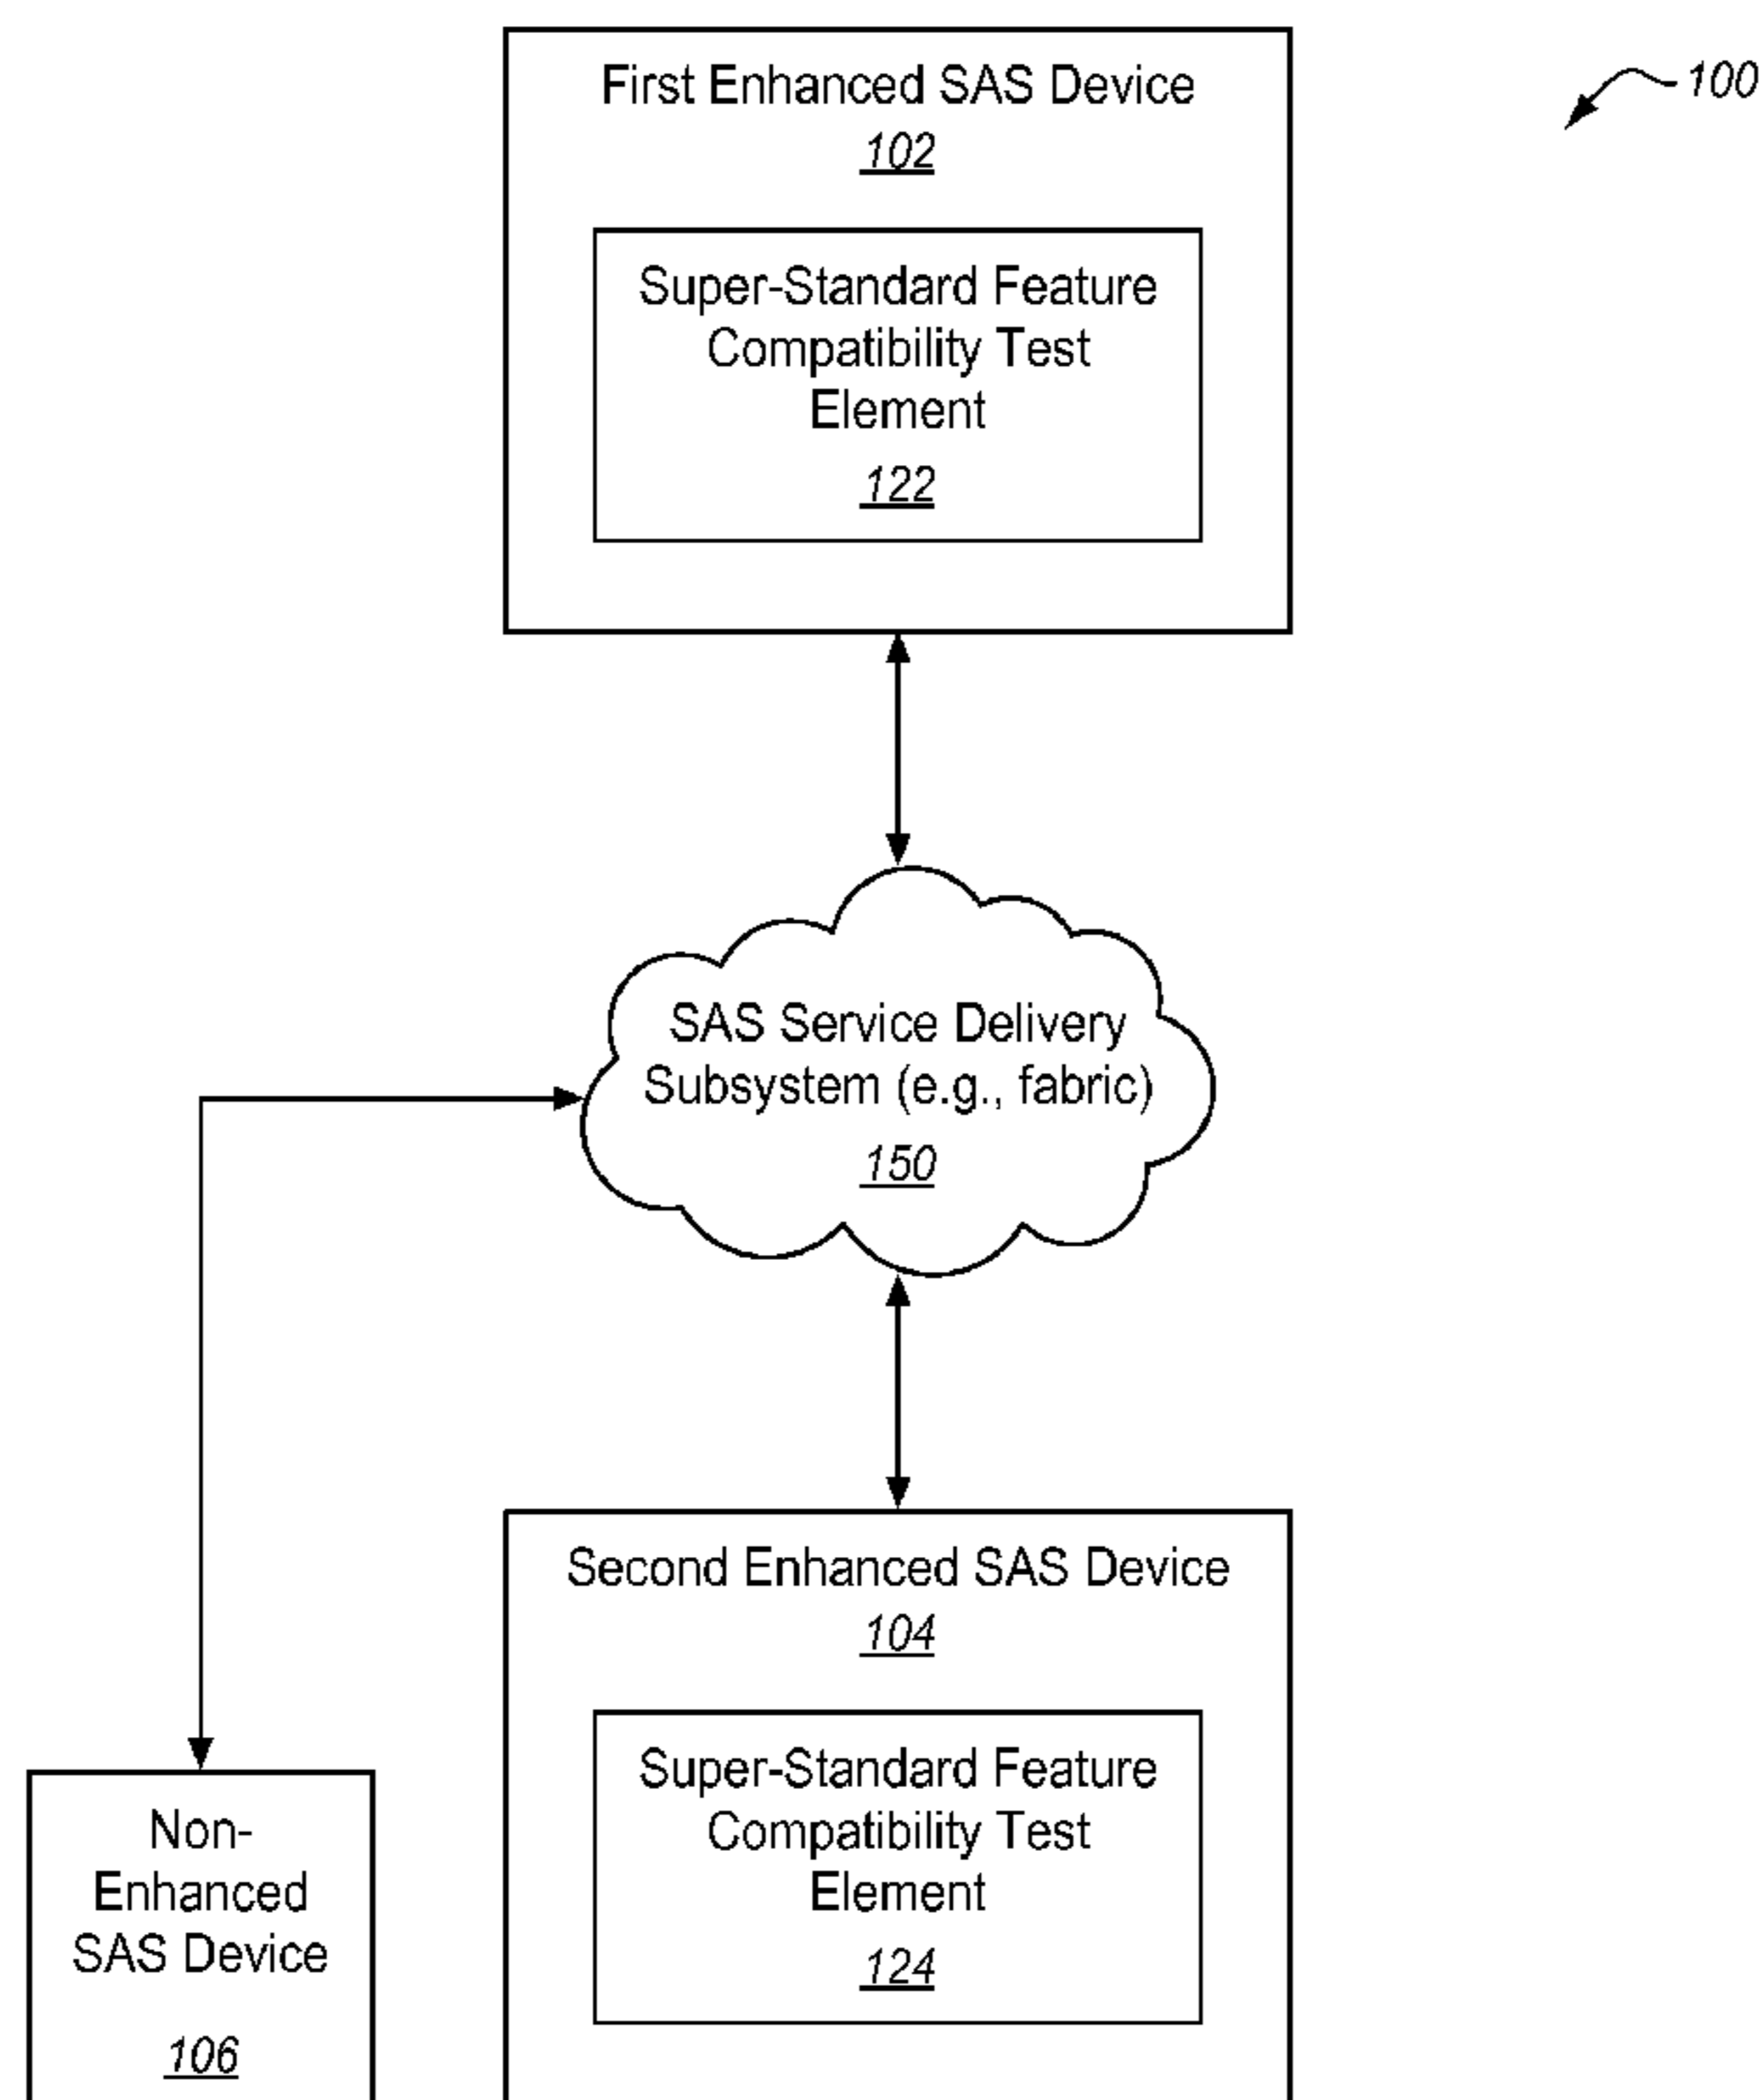 First Enhanced SAS Device
102
100
Super-Standard Feature
Compatibility Test
Element
122
SAS Service Delivery
Subsystem (e.g., fabric)
150
Second Enhanced SAS Device
104
Super-Standard Feature
Compatibility Test
Element
124
Non-
Enhanced
SAS Device
106